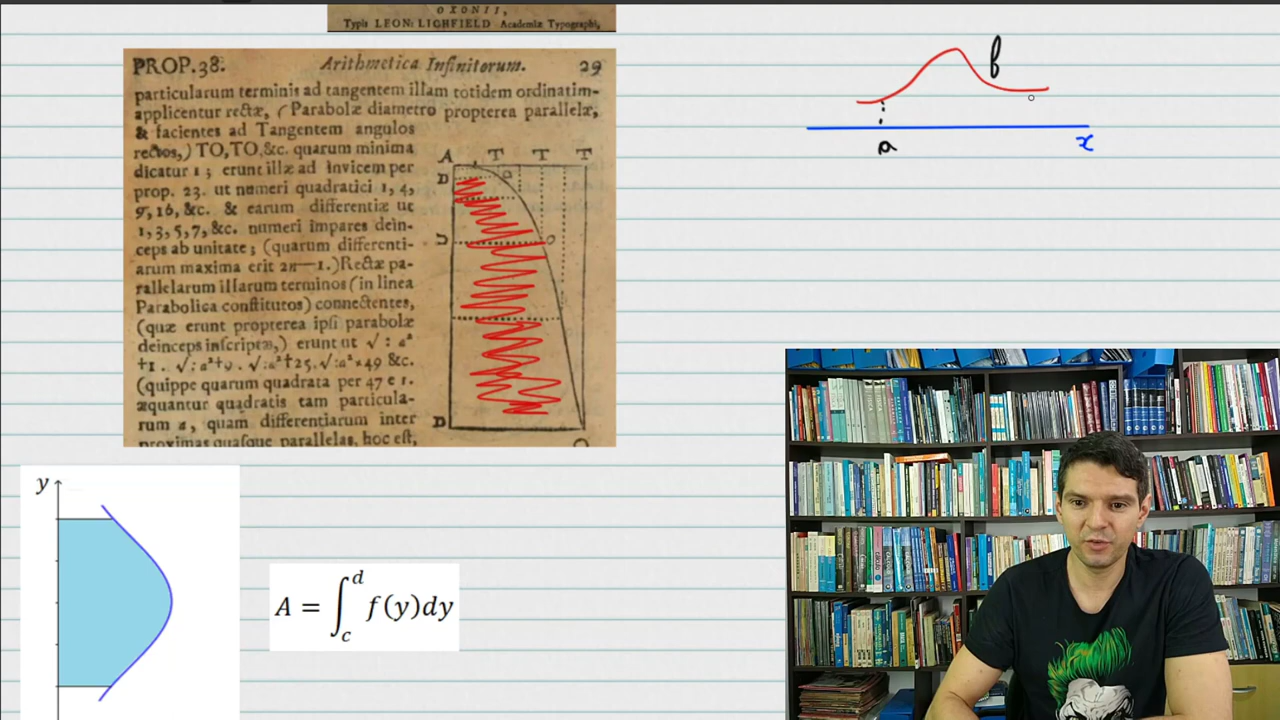 OXONII,
Typis LEON: LICHFIELD Academiæ Typographi,
PROP.38. Arithmetica Infinitorum. 29
particularum terminis ad tangentem illam totidem ordinatim-
applicentur rectæ, (Parabolæ diametro propterea parallelæ,
& facientes ad Tangentem angulos
rectos,) TO,TO,&c. quarum minima
dicatur 1; erunt illæ ad invicem per
prop. 23. ut numeri quadratici 1, 4,
9, 16, &c. & earum differentiæ ut
1,3,5,7,&c. numeri impares dein-
ceps ab unitate; (quarum differenti-
arum maxima erit 2n—1.) Rectæ pa-
rallelarum illarum terminos (in linea
Parabolica constitutos) connectentes,
(quæ erunt propterea ipsi parabolæ
deinceps inscriptæ,) erunt ut √: a²
+1. √:a²+9. √:a²+25. √:a²×49 &c.
(quippe quarum quadrata per 47 e 1.
æquantur quadratis tam particula-
rum a, quam differentiarum inter
proximas quasque parallelas, hoc est,
A T T T
D
O
D
O
D
O
f
a
x
y
A = ∫_c^d f(y)dy